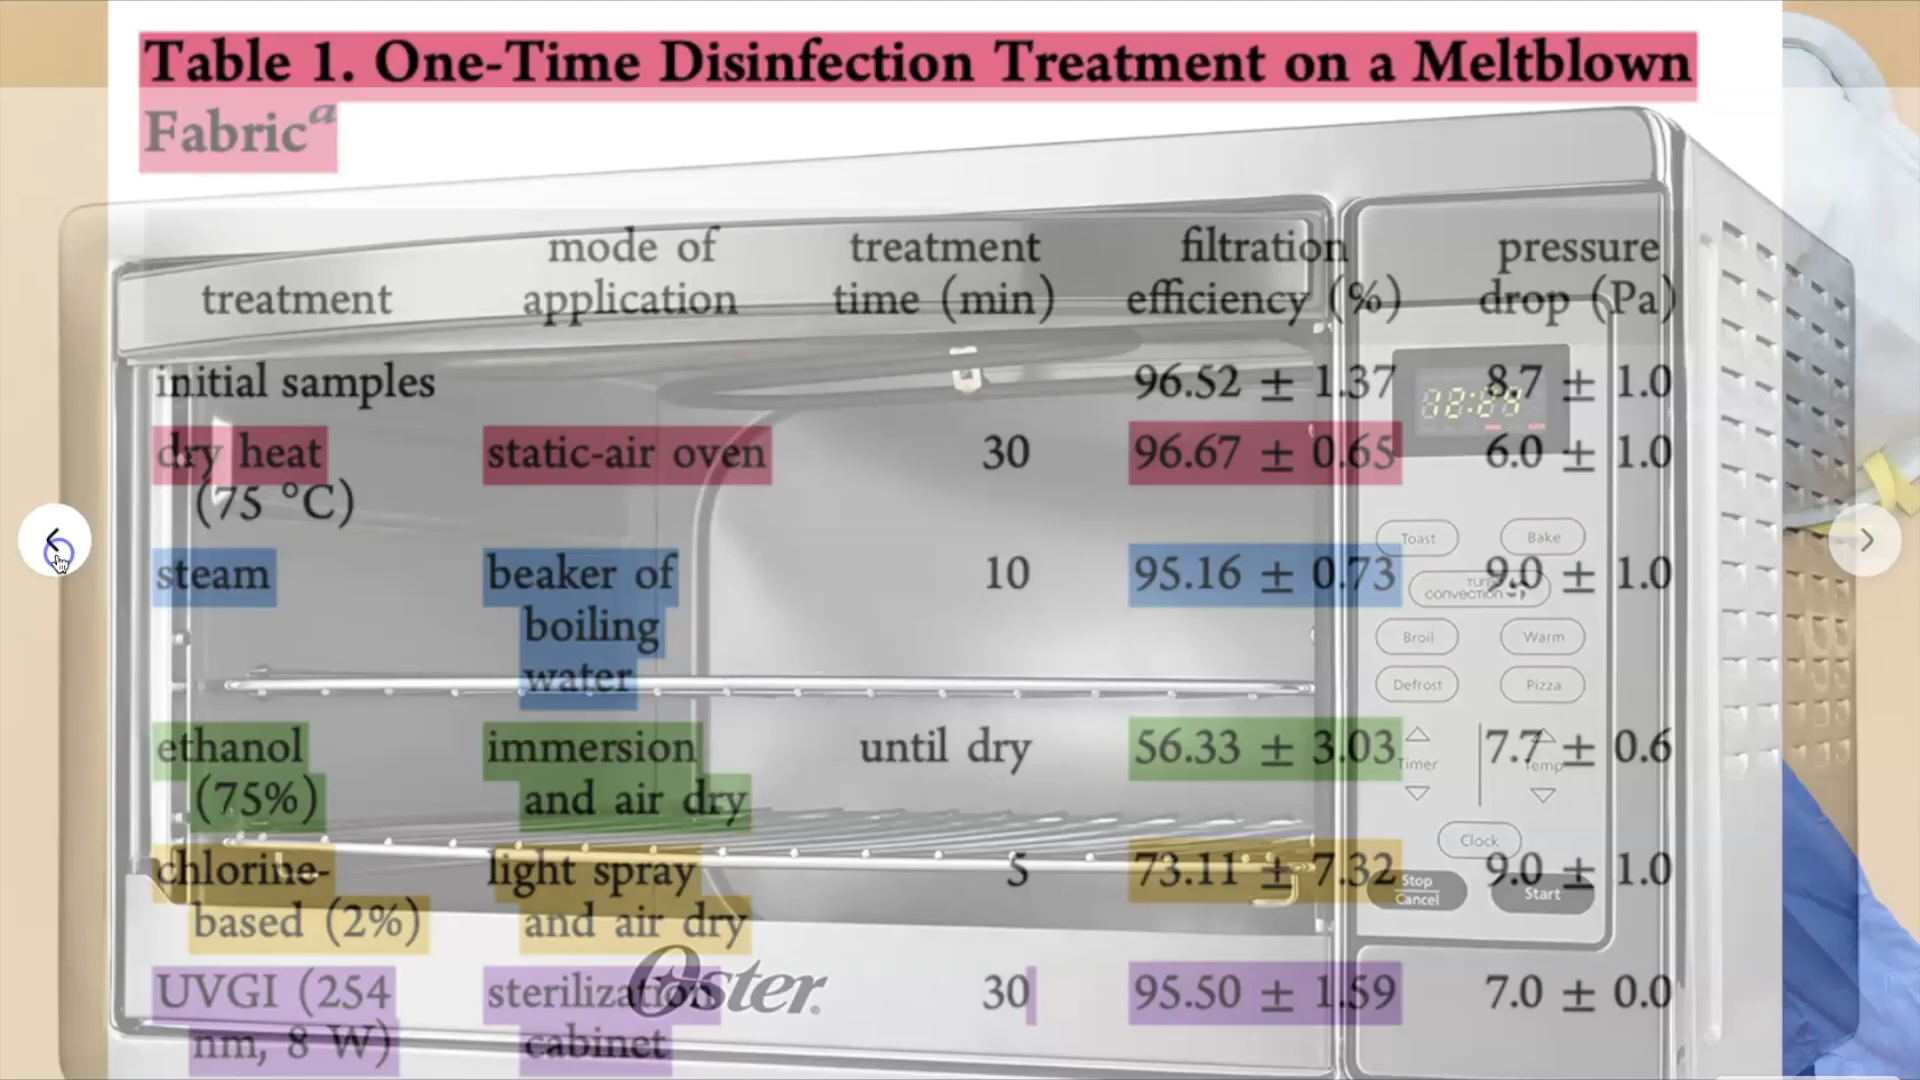 Table 1. One-Time Disinfection Treatment on a Meltblown
Fabric^a
treatment mode of application treatment time (min) filtration efficiency (%) pressure drop (Pa)
initial samples 96.52 ± 1.37 8.7 ± 1.0
dry heat static-air oven 30 96.67 ± 0.65 6.0 ± 1.0
(75 °C)
steam beaker of 10 95.16 ± 0.73 9.0 ± 1.0
boiling
water
ethanol immersion until dry 56.33 ± 3.03 7.7 ± 0.6
(75%) and air dry
chlorine- light spray 5 73.11 ± 7.32 9.0 ± 1.0
based (2%) and air dry
UVGI (254 sterilization 30 95.50 ± 1.59 7.0 ± 0.0
nm, 8 W) cabinet
Toast Bake
convection
Broil Warm
Defrost Pizza
Timer Temp
Clock
Stop
Cancel
Start
Oster